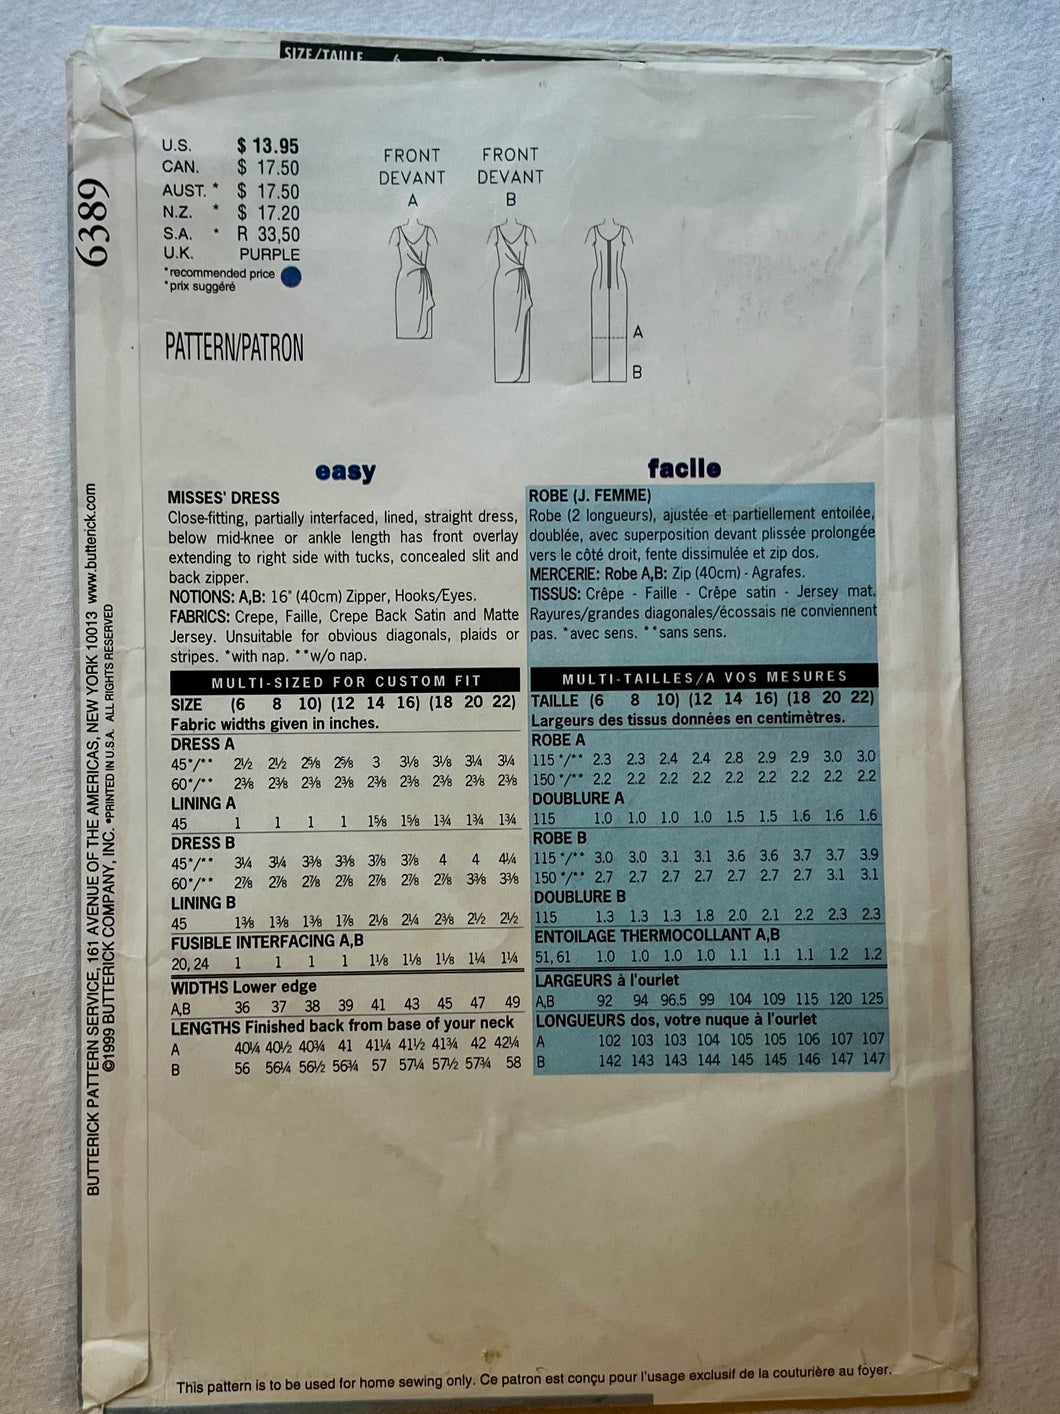 SIZE/TAILLE 6 8 10
U.S. $ 13.95
CAN. $ 17.50
AUST. * $ 17.50
N.Z. * $ 17.20
S.A. * R 33,50
U.K. PURPLE
*recommended price
*prix suggéré
PATTERN/PATRON
FRONT
DEVANT
A
FRONT
DEVANT
B
A
B
6389
BUTTERICK PATTERN SERVICE, 161 AVENUE OF THE AMERICAS, NEW YORK 10013 www.butterick.com
©1999 BUTTERICK COMPANY, INC. •PRINTED IN U.S.A. ALL RIGHTS RESERVED
easy
MISSES' DRESS
Close-fitting, partially interfaced, lined, straight dress,
below mid-knee or ankle length has front overlay
extending to right side with tucks, concealed slit and
back zipper.
NOTIONS: A,B: 16" (40cm) Zipper, Hooks/Eyes.
FABRICS: Crepe, Faille, Crepe Back Satin and Matte
Jersey. Unsuitable for obvious diagonals, plaids or
stripes. *with nap. **w/o nap.
MULTI-SIZED FOR CUSTOM FIT
SIZE (6 8 10) (12 14 16) (18 20 22)
Fabric widths given in inches.
DRESS A
45*/** 2½ 2½ 2⅝ 2⅝ 3 3⅛ 3⅛ 3¼ 3¼
60*/** 2⅜ 2⅜ 2⅜ 2⅜ 2⅜ 2⅜ 2⅜ 2⅜ 2⅜
LINING A
45 1 1 1 1 1⅝ 1⅝ 1¾ 1¾ 1¾
DRESS B
45*/** 3¼ 3¼ 3⅜ 3⅜ 3⅞ 3⅞ 4 4 4¼
60*/** 2⅞ 2⅞ 2⅞ 2⅞ 2⅞ 2⅞ 2⅞ 3⅜ 3⅜
LINING B
45 1⅜ 1⅜ 1⅜ 1⅞ 2⅛ 2¼ 2⅜ 2½ 2½
FUSIBLE INTERFACING A,B
20, 24 1 1 1 1 1⅛ 1⅛ 1⅛ 1¼ 1¼
WIDTHS Lower edge
A,B 36 37 38 39 41 43 45 47 49
LENGTHS Finished back from base of your neck
A 40¼ 40½ 40¾ 41 41¼ 41½ 41¾ 42 42¼
B 56 56¼ 56½ 56¾ 57 57¼ 57½ 57¾ 58
facile
ROBE (J. FEMME)
Robe (2 longueurs), ajustée et partiellement entoilée,
doublée, avec superposition devant plissée prolongée
vers le côté droit, fente dissimulée et zip dos.
MERCERIE: Robe A,B: Zip (40cm) - Agrafes.
TISSUS: Crêpe - Faille - Crêpe satin - Jersey mat.
Rayures/grandes diagonales/écossais ne conviennent
pas. *avec sens. **sans sens.
MULTI-TAILLES/A VOS MESURES
TAILLE (6 8 10) (12 14 16) (18 20 22)
Largeurs des tissus données en centimètres.
ROBE A
115*/** 2.3 2.3 2.4 2.4 2.8 2.9 2.9 3.0 3.0
150*/** 2.2 2.2 2.2 2.2 2.2 2.2 2.2 2.2 2.2
DOUBLURE A
115 1.0 1.0 1.0 1.0 1.5 1.5 1.6 1.6 1.6
ROBE B
115*/** 3.0 3.0 3.1 3.1 3.6 3.6 3.7 3.7 3.9
150*/** 2.7 2.7 2.7 2.7 2.7 2.7 2.7 3.1 3.1
DOUBLURE B
115 1.3 1.3 1.3 1.8 2.0 2.1 2.2 2.3 2.3
ENTOILAGE THERMOCOLLANT A,B
51,61 1.0 1.0 1.0 1.0 1.1 1.1 1.1 1.2 1.2
LARGEURS à l'ourlet
A,B 92 94 96.5 99 104 109 115 120 125
LONGUEURS dos, votre nuque à l'ourlet
A 102 103 103 104 105 105 106 107 107
B 142 143 143 144 145 145 146 147 147
This pattern is to be used for home sewing only. Ce patron est conçu pour l'usage exclusif de la couturière au foyer.